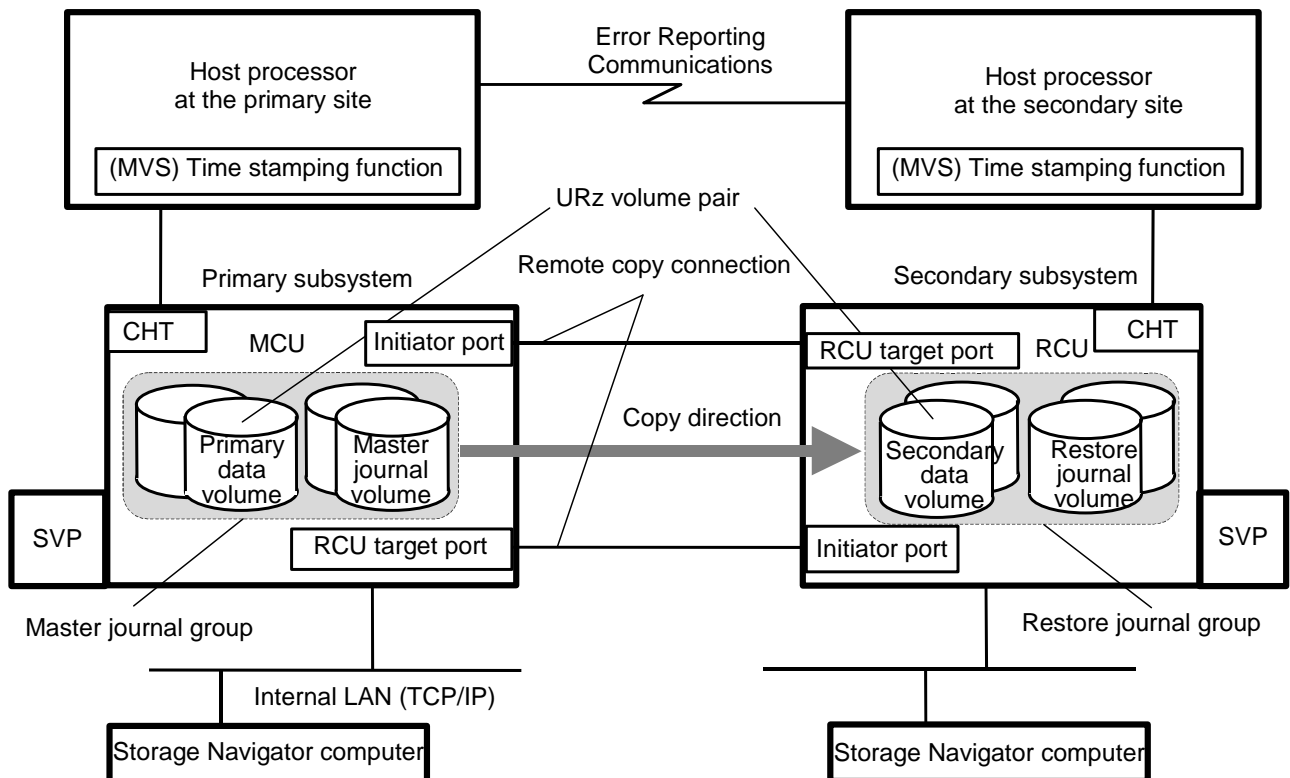 Error Reporting
Communications
Host processor
at the primary site
Host processor
at the secondary site
(MVS) Time stamping function
(MVS) Time stamping function
URz volume pair
Remote copy connection
Primary subsystem
Secondary subsystem
CHT
MCU
Initiator port
RCU target port
RCU
CHT
Copy direction
Primary
data
volume
Master
journal
volume
Secondary
data
volume
Restore
journal
volume
SVP
RCU target port
Initiator port
SVP
Master journal group
Restore journal group
Internal LAN (TCP/IP)
Storage Navigator computer
Storage Navigator computer